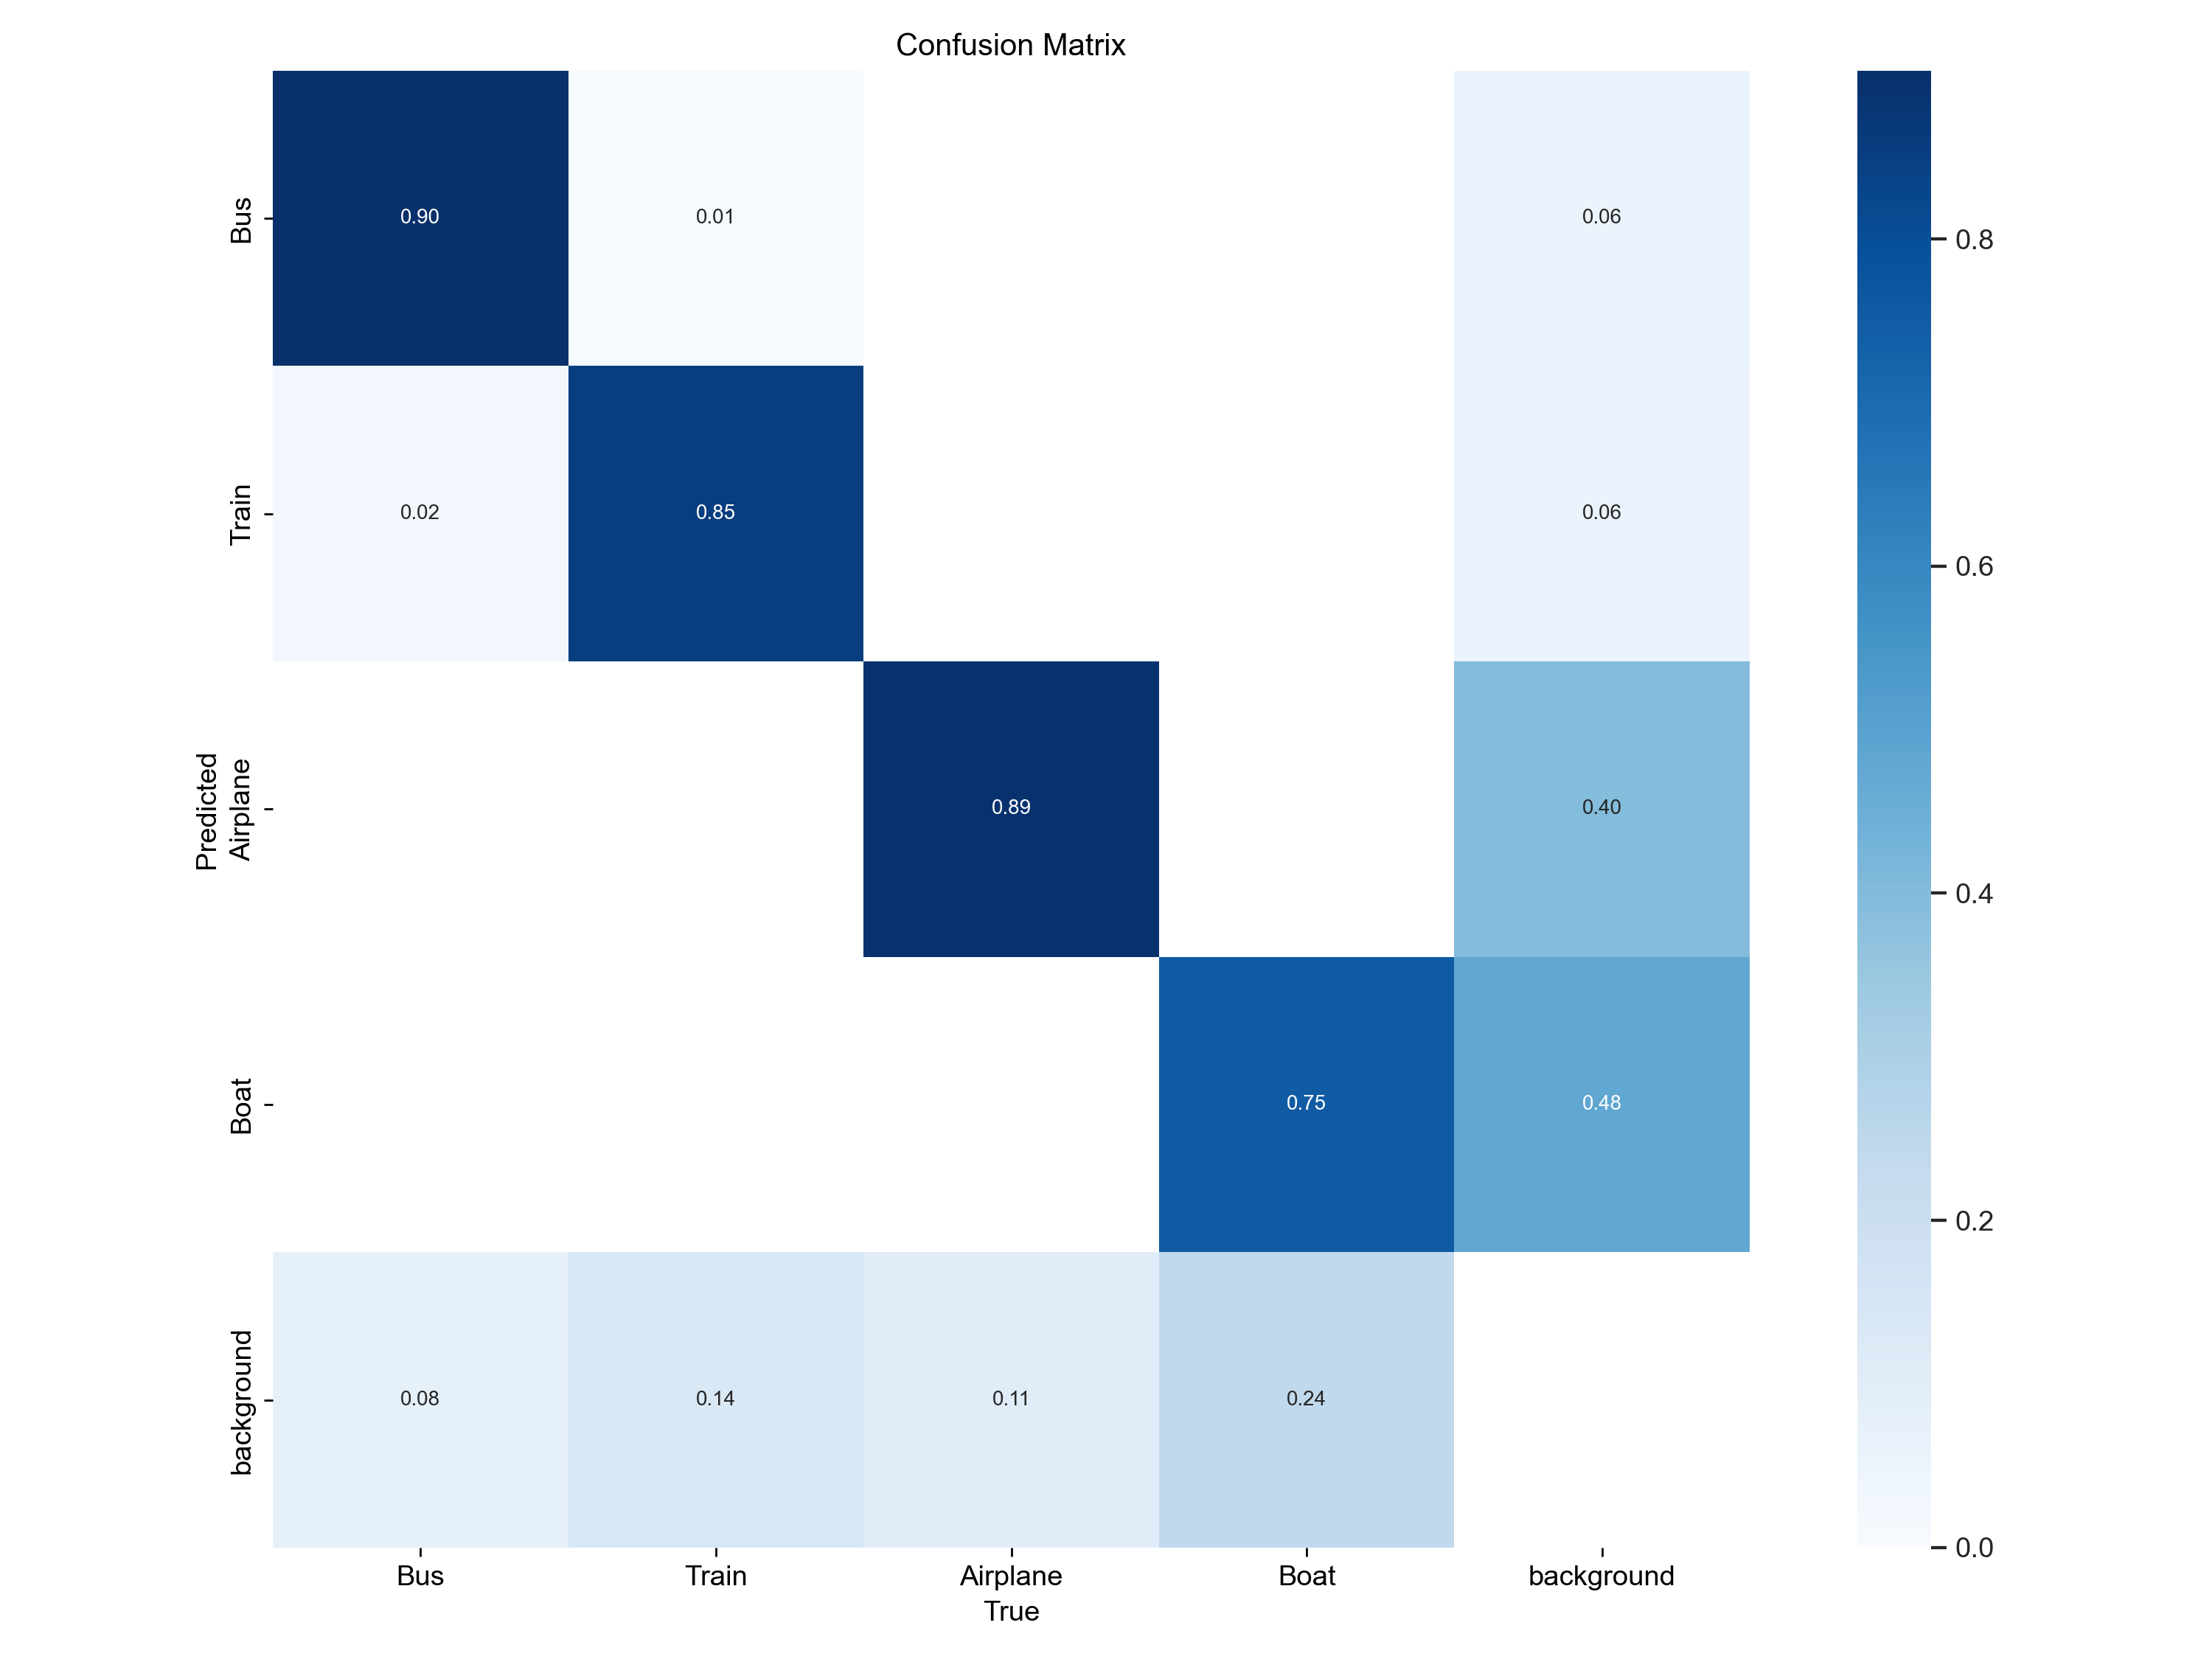 Confusion Matrix
Bus
0.90
0.01
0.06
0.8
Train
0.02
0.85
0.06
0.6
Predicted
Airplane
0.89
0.40
0.4
Boat
0.75
0.48
0.2
background
0.08
0.14
0.11
0.24
0.0
Bus
Train
Airplane
Boat
background
True